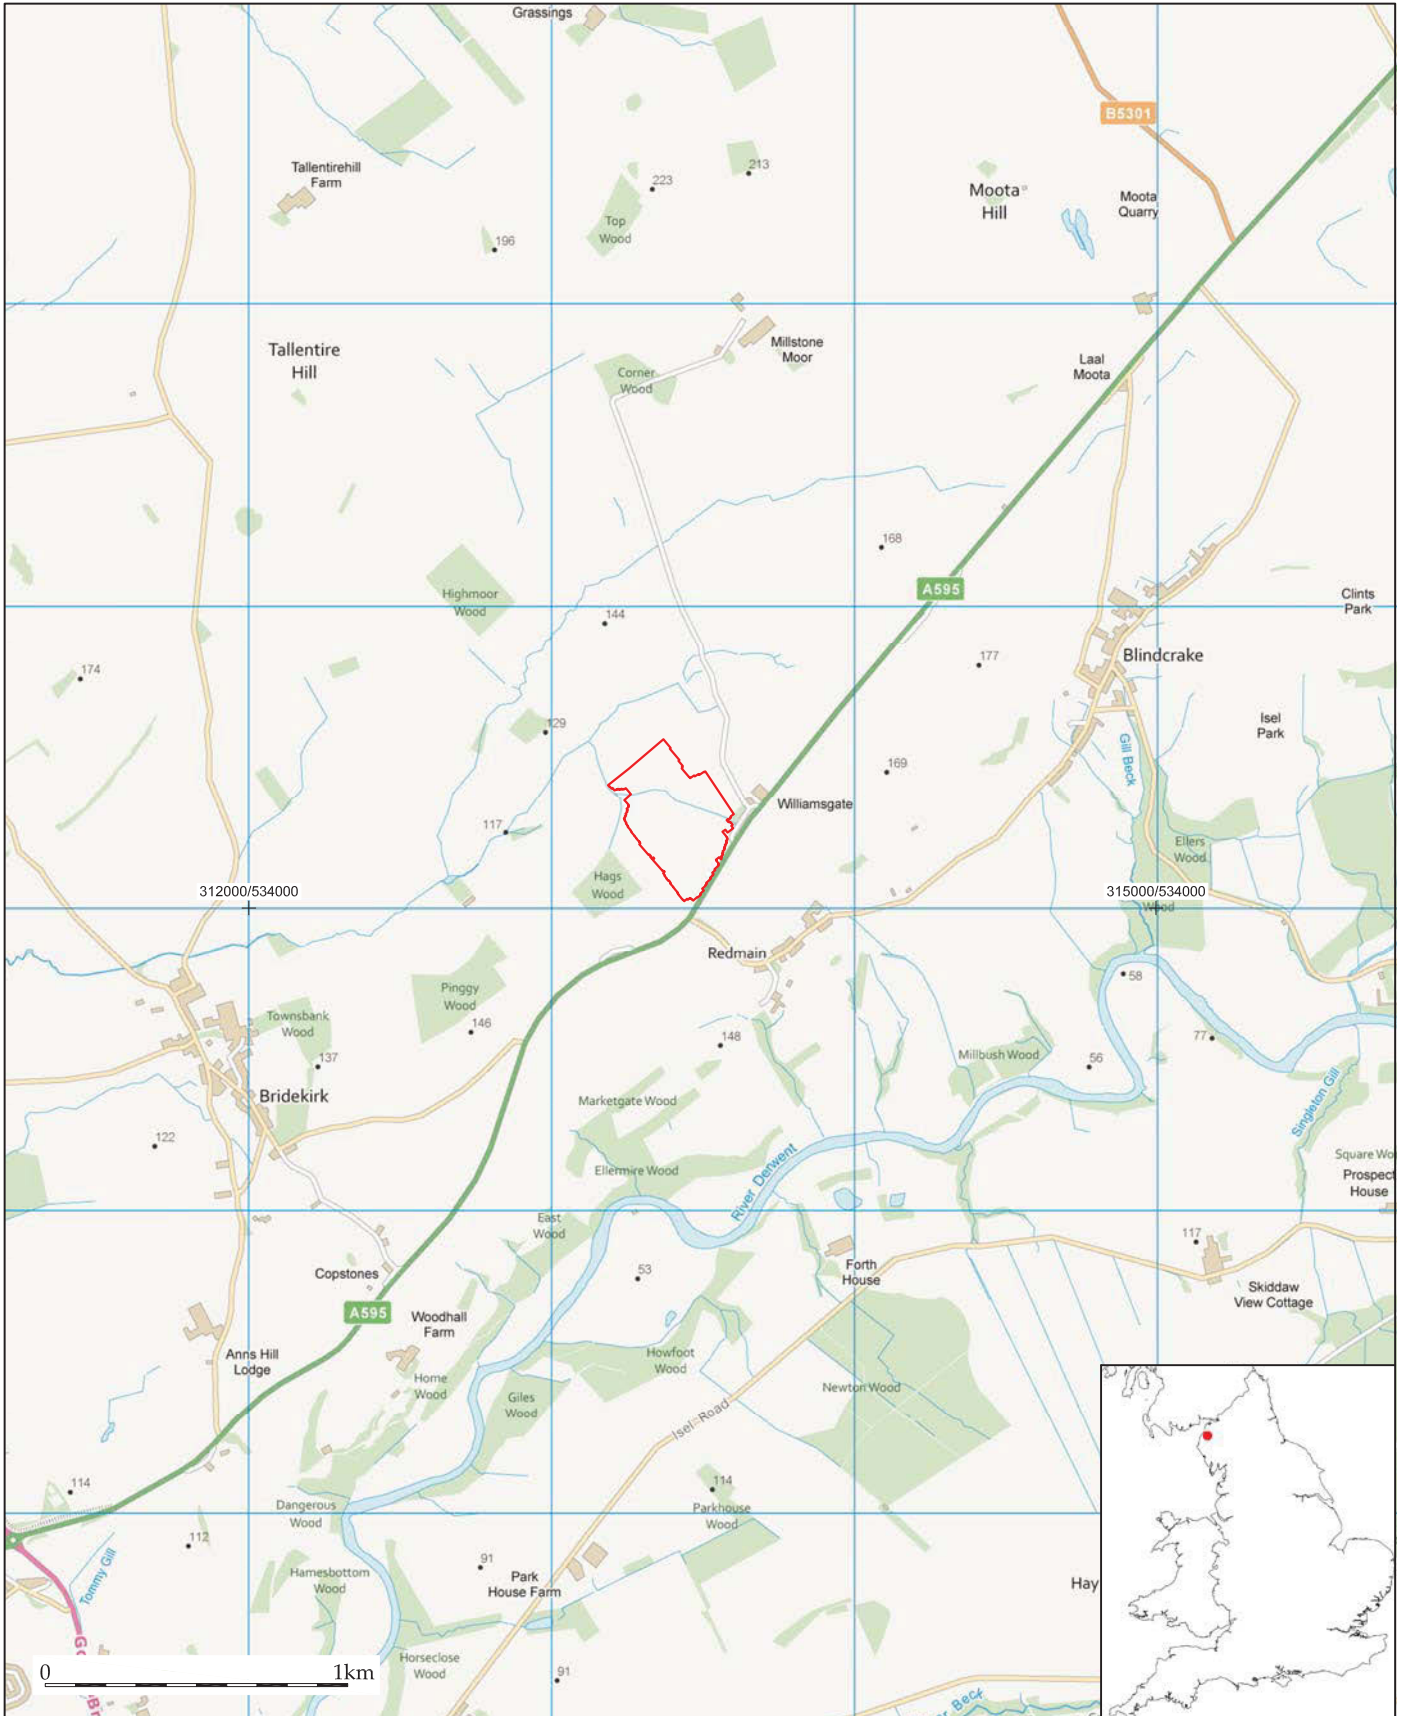 Grassings
B5301
Tallentirehill
Farm
223
213
Moota
Hill
Moota
Quarry
Top
Wood
196
Tallentire
Hill
Millstone
Moor
Laal
Moota
Corner
Wood
168
A595
Highmoor
Wood
144
Clints
Park
174
177
Blindcrake
129
Isel
Park
Gill Beck
169
Williamsgate
117
Ellers
Wood
Hags
Wood
312000/534000
315000/534000
Wood
Redmain
58
Pinggy
Wood
146
Townsbank
Wood
137
148
77
Millbush Wood
56
Bridekirk
Marketgate Wood
Singleton Gill
122
Ellermire Wood
River Derwent
Square Wo
Prospect
House
East
Wood
117
53
Forth
House
Copstones
Skiddaw
View Cottage
A595
Woodhall
Farm
Anns Hill
Lodge
Howfoot
Wood
Home
Wood
Giles
Wood
Newton Wood
Isel Road
114
114
Dangerous
Wood
Parkhouse
Wood
112
Tommy Gill
91
Park
House Farm
Hamesbottom
Wood
Hay
Horseclose
Wood
91
0 1km
Beck